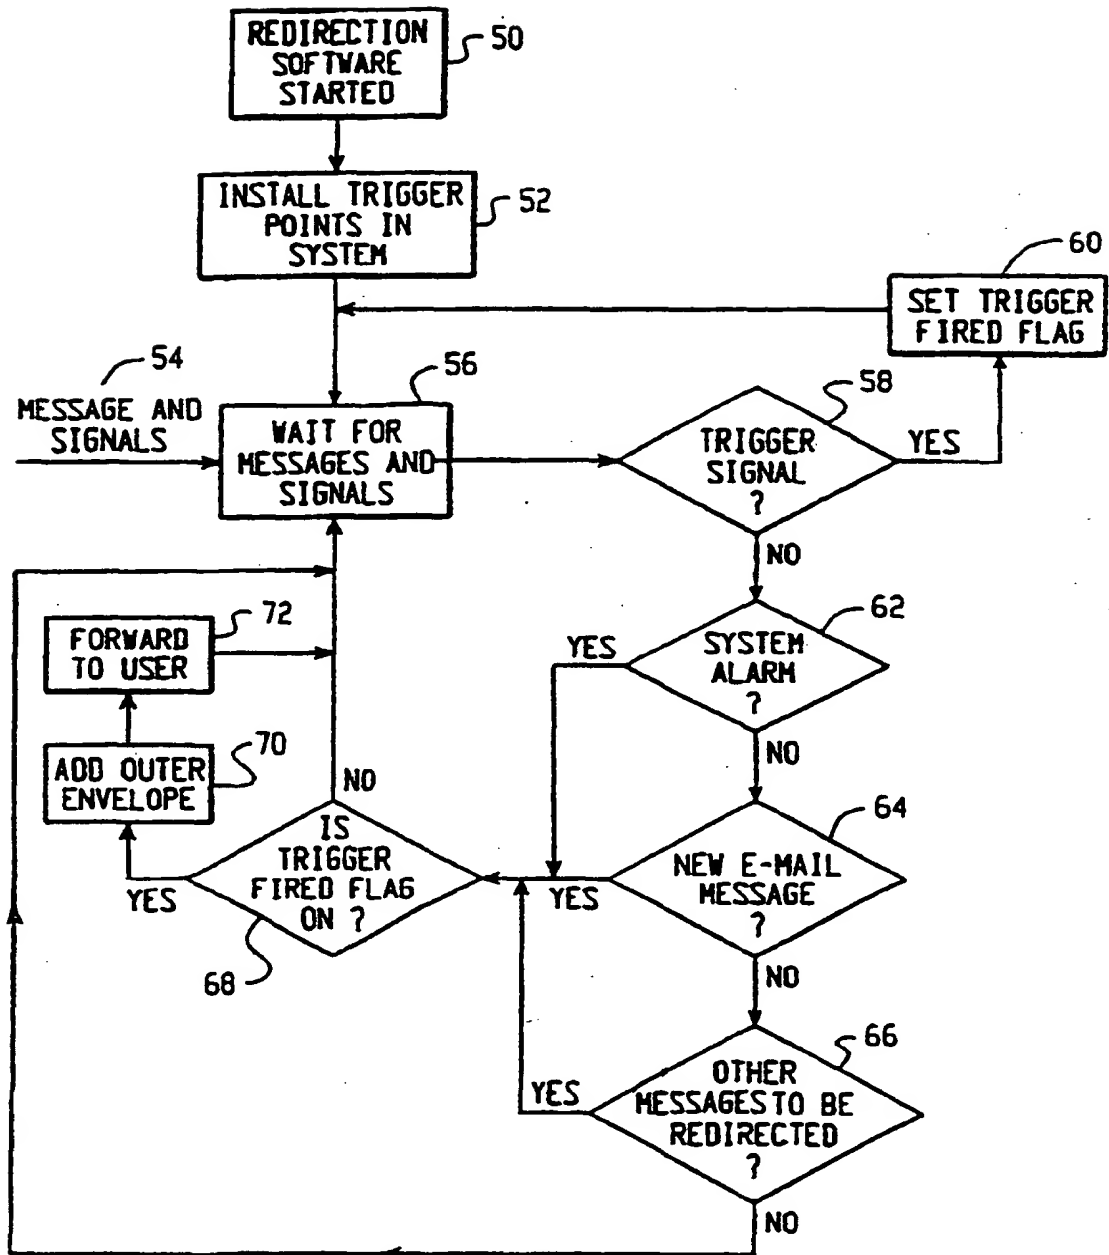 REDIRECTION
SOFTWARE
STARTED
50
INSTALL TRIGGER
POINTS IN
SYSTEM
52
60
SET TRIGGER
FIRED FLAG
54
MESSAGE AND
SIGNALS
56
WAIT FOR
MESSAGES AND
SIGNALS
58
TRIGGER
SIGNAL
?
YES
NO
62
SYSTEM
ALARM
?
YES
NO
72
FORWARD
TO USER
70
ADD OUTER
ENVELOPE
NO
64
NEW E-MAIL
MESSAGE
?
YES
NO
IS
TRIGGER
FIRED FLAG
ON ?
YES
68
66
OTHER
MESSAGES TO BE
REDIRECTED
?
YES
NO